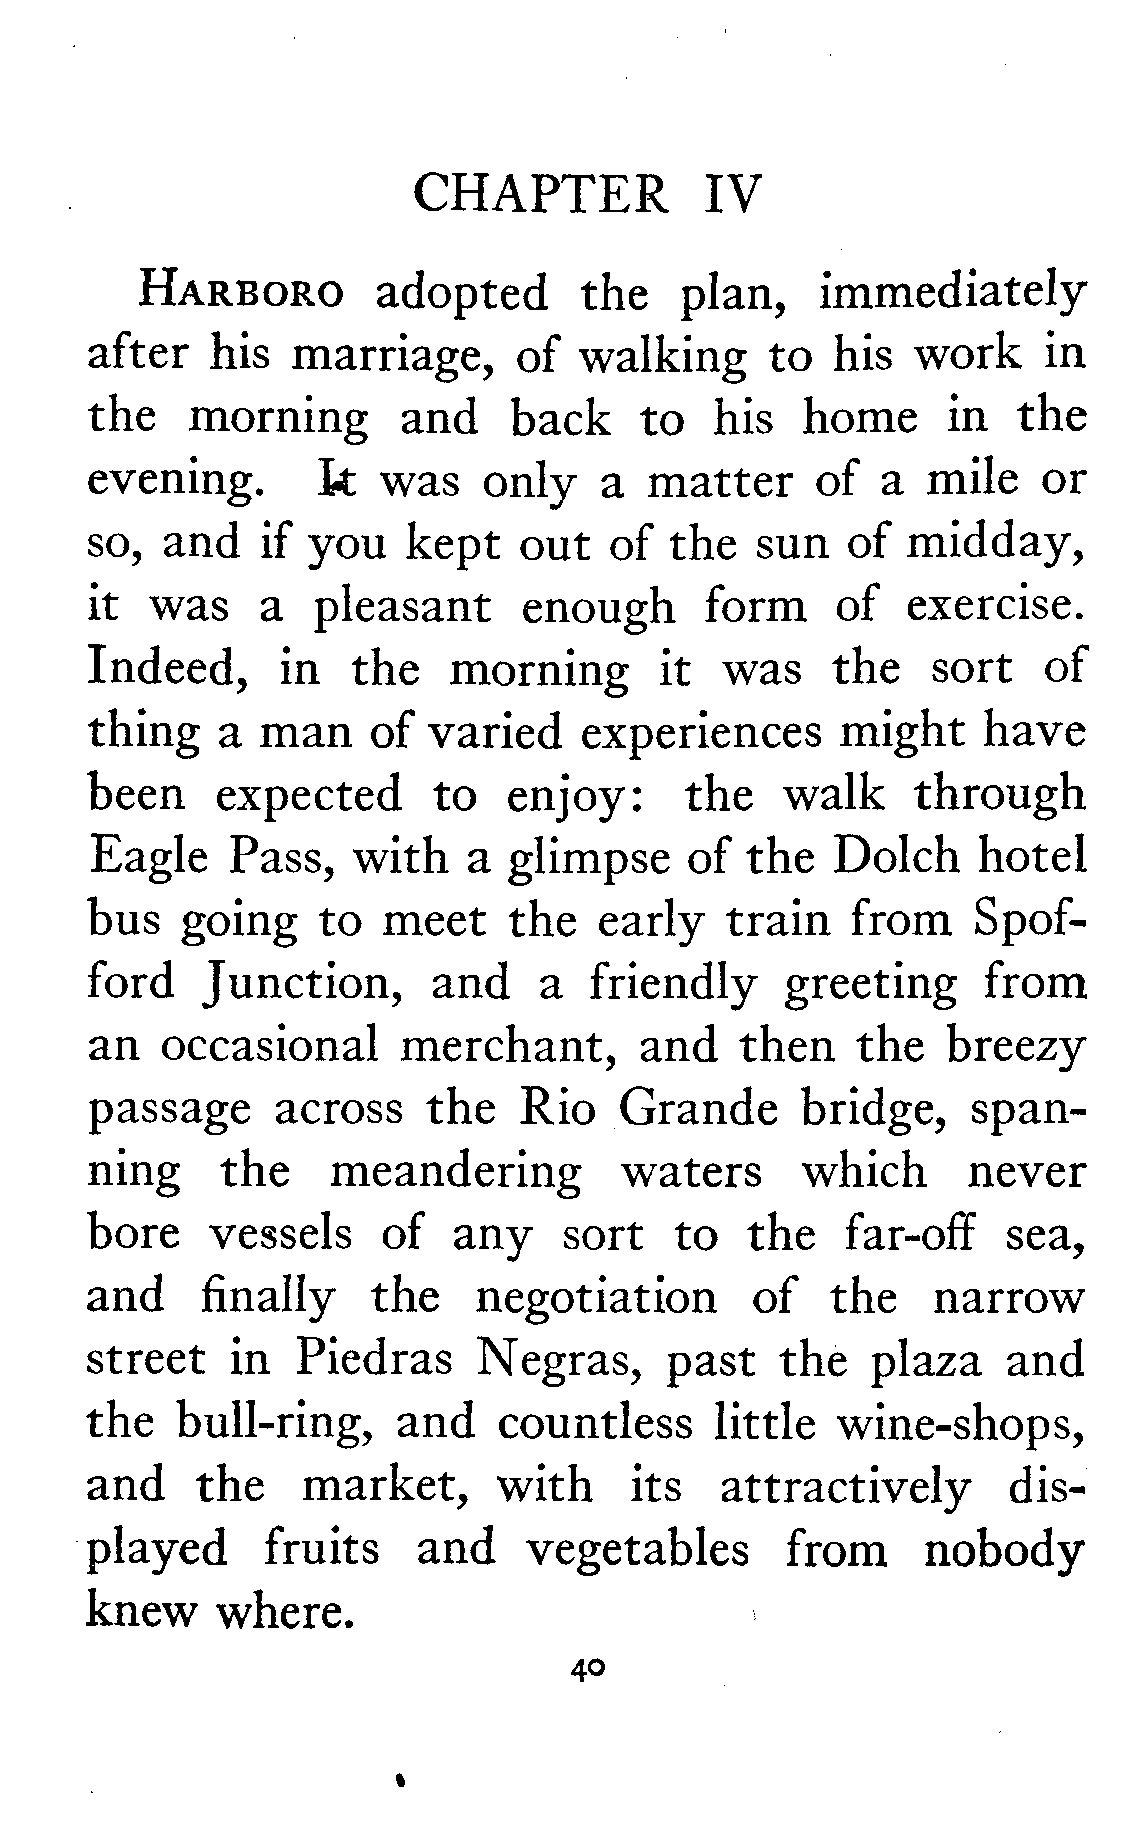 CHAPTER IV
HARBORO adopted the plan, immediately
after his marriage, of walking to his work in
the morning and back to his home in the
evening. It was only a matter of a mile or
so, and if you kept out of the sun of midday,
it was a pleasant enough form of exercise.
Indeed, in the morning it was the sort of
thing a man of varied experiences might have
been expected to enjoy: the walk through
Eagle Pass, with a glimpse of the Dolch hotel
bus going to meet the early train from Spof-
ford Junction, and a friendly greeting from
an occasional merchant, and then the breezy
passage across the Rio Grande bridge, span-
ning the meandering waters which never
bore vessels of any sort to the far-off sea,
and finally the negotiation of the narrow
street in Piedras Negras, past the plaza and
the bull-ring, and countless little wine-shops,
and the market, with its attractively dis-
played fruits and vegetables from nobody
knew where.
40